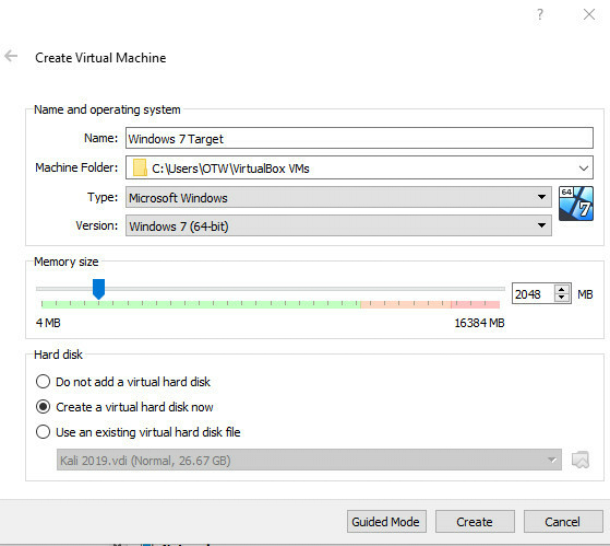 ?
Create Virtual Machine
Name and operating system
Name: Windows 7 Target
Machine Folder: C:\Users\OTW\VirtualBox VMs
Type: Microsoft Windows
64
7
Version: Windows 7 (64-bit)
Memory size
2048 MB
4 MB 16384 MB
Hard disk
Do not add a virtual hard disk
Create a virtual hard disk now
Use an existing virtual hard disk file
Kali 2019.vdi (Normal, 26.67 GB)
Guided Mode Create Cancel